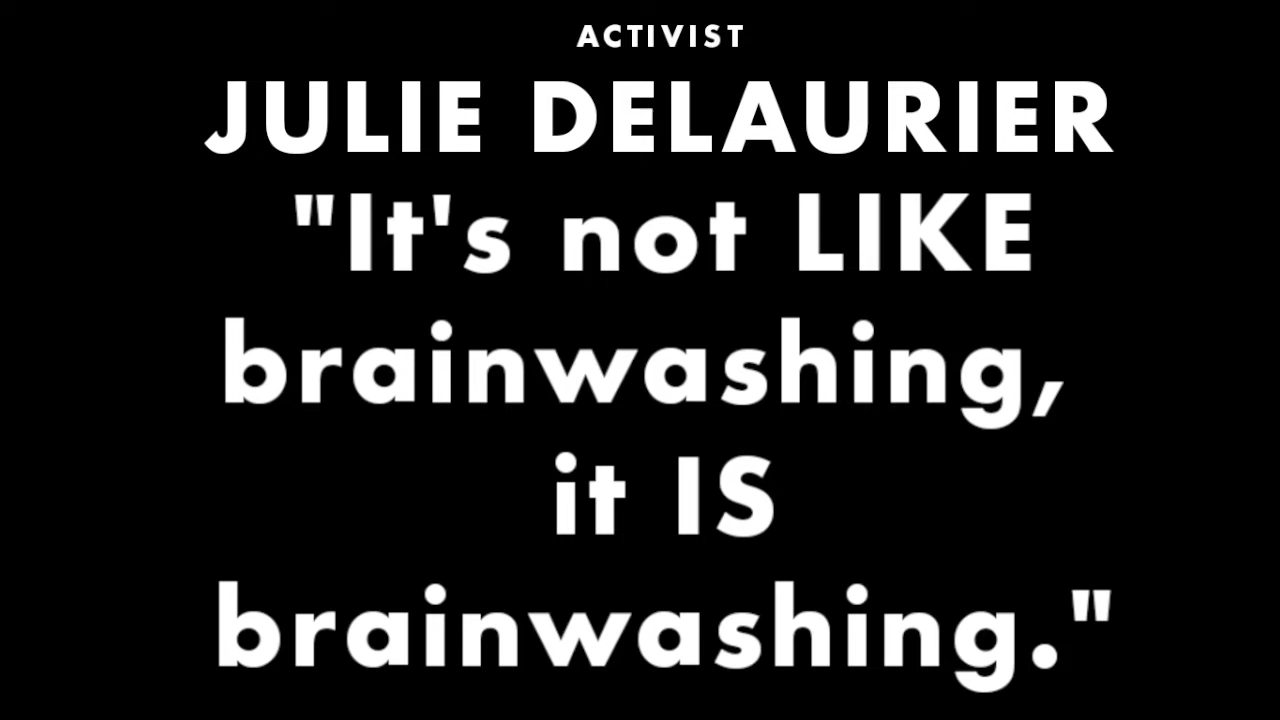 ACTIVIST
JULIE DELAURIER
"It's not LIKE
brainwashing,
it IS
brainwashing."